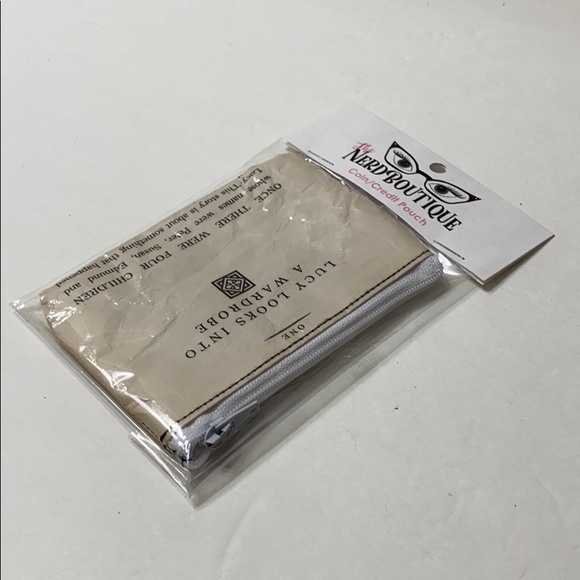 The
NERDBOUTIQUE
Coin/Credit Pouch
ONE
LUCY LOOKS INTO
A WARDROBE
ONCE THERE WERE FOUR CHILDREN
whose names were Peter, Susan, Edmund and
Lucy. This story is about something that happened